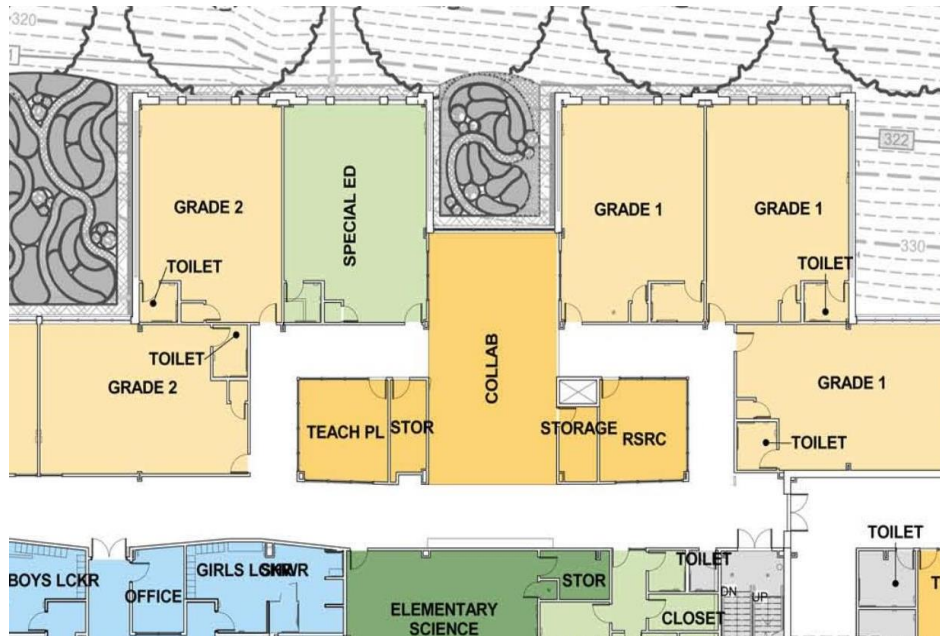 320
322
GRADE 2
SPECIAL ED
GRADE 1
GRADE 1
330
TOILET
TOILET
TOILET
GRADE 2
COLLAB
GRADE 1
TEACH PL
STOR
STORAGE
RSRC
TOILET
TOILET
BOYS LCKR
OFFICE
GIRLS LCKR
SHWR
ELEMENTARY
SCIENCE
STOR
TOILET
CLOSET
DN
UP
T